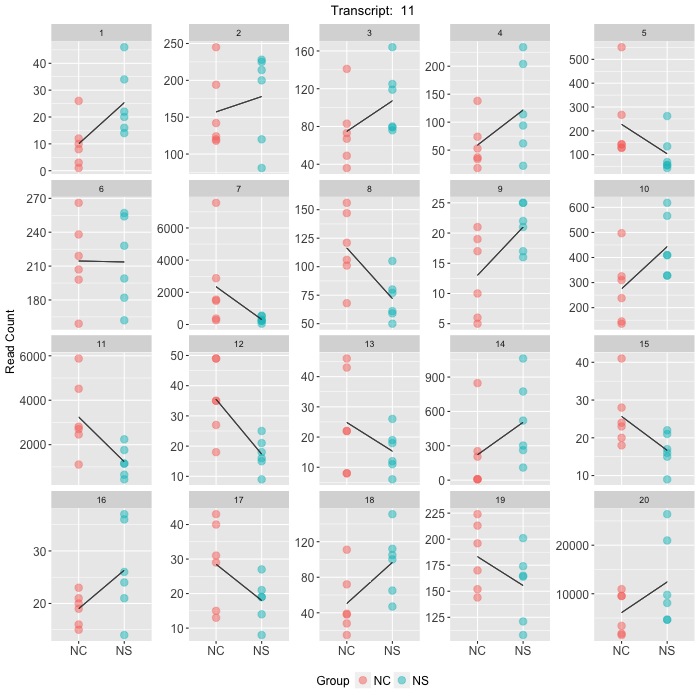 Transcript: 11
1 2 3 4 5
40 30 20 10 0
250 200 150 100
160 120 80 40
200 150 100 50
500 400 300 200 100
6 7 8 9 10
270 240 210 180
6000 4000 2000 0
150 125 100 75 50
25 20 15 10 5
600 500 400 300 200
Read Count
11 12 13 14 15
6000 4000 2000
50 40 30 20 10
40 30 20 10
900 600 300 0
40 30 20 10
16 17 18 19 20
30 20
40 30 20 10
120 80 40
225 200 175 150 125
20000 10000
NC NS NC NS NC NS NC NS NC NS
Group NC NS